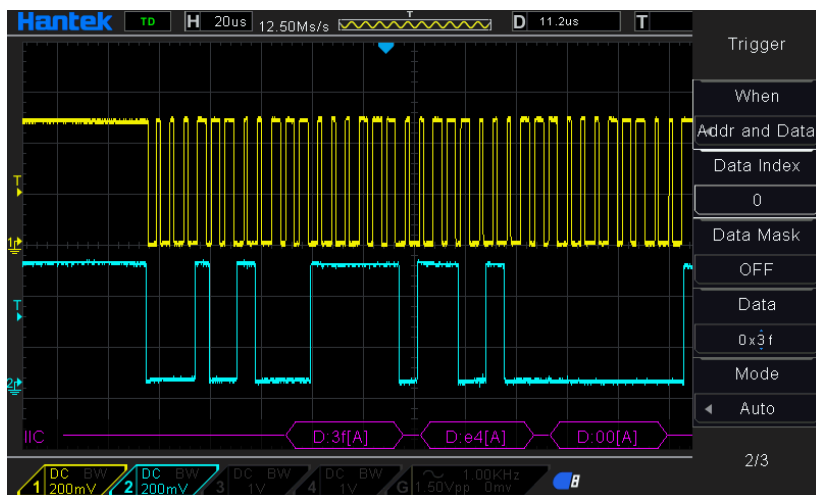 Hantek TD H 20us 12.50Ms/s T D 11.2us T
Trigger
When
Addr and Data
Data Index
0
Data Mask
OFF
Data
0x3f
Mode
Auto
2/3
T
1
T
2
IIC D:3f[A] D:e4[A] D:00[A]
1 DC BW 200mV 2 DC BW 200mV 3 DC BW 1V 4 DC BW 1V G 1.00KHz 1.50Vpp 0mv